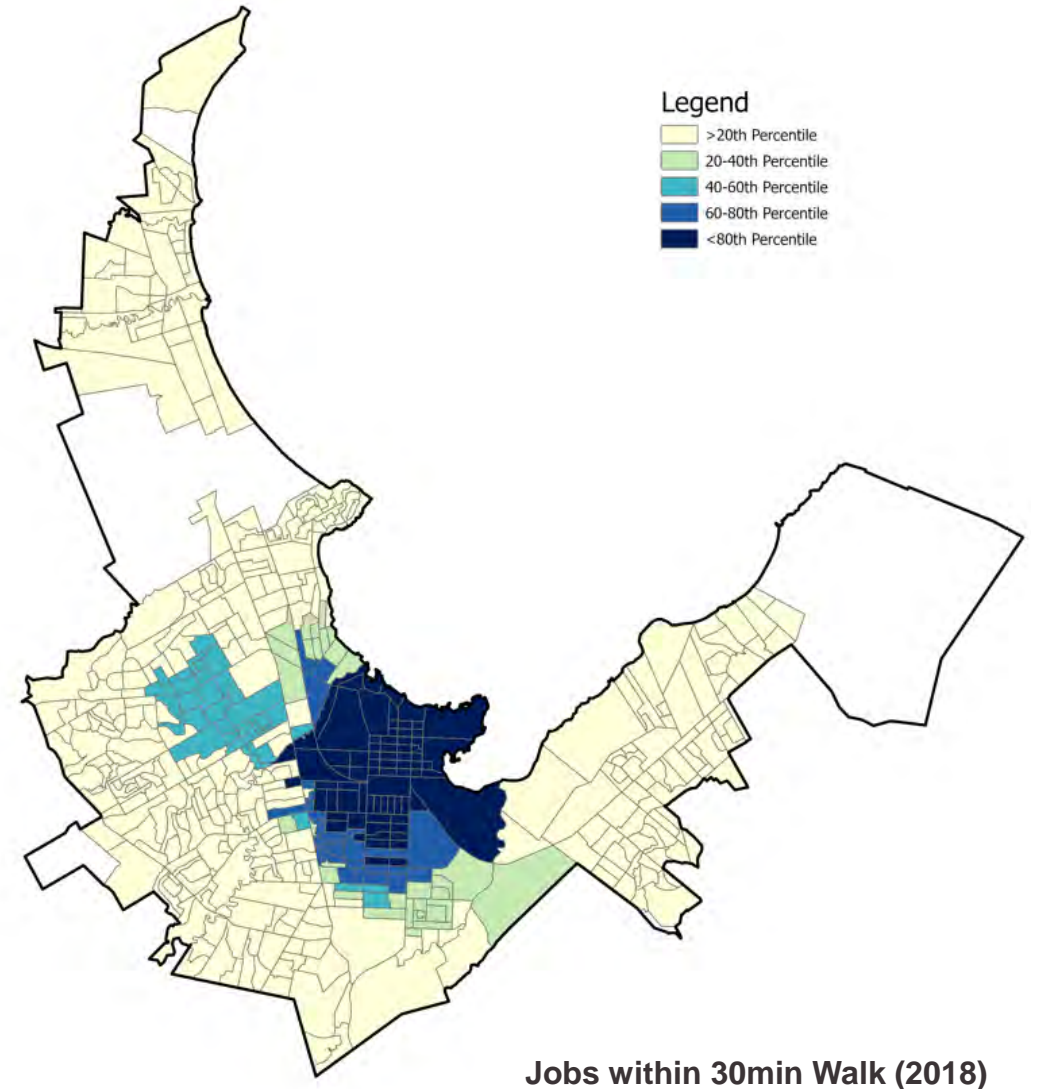 Legend
>20th Percentile
20-40th Percentile
40-60th Percentile
60-80th Percentile
<80th Percentile
Jobs within 30min Walk (2018)